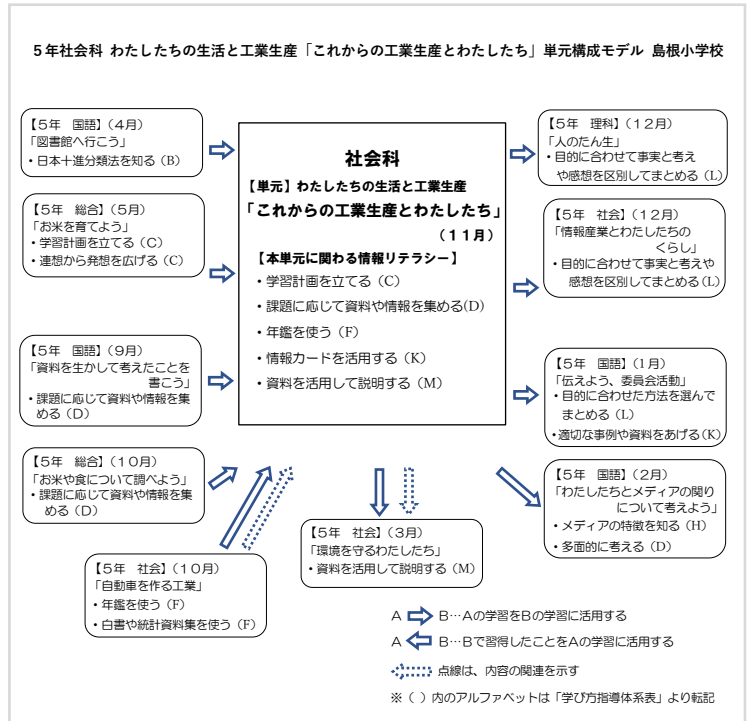 ５年社会科 わたしたちの生活と工業生産「これからの工業生産とわたしたち」単元構成モデル 島根小学校
【５年　国語】（４月）
「図書館へ行こう」
・日本十進分類法を知る（B）
【５年　総合】（５月）
「お米を育てよう」
・学習計画を立てる（C）
・連想から発想を広げる（C）
【５年　国語】（９月）
「資料を生かして考えたことを
書こう」
・課題に応じて資料や情報を集
める（D）
【５年　総合】（１０月）
「お米や食について調べよう」
・課題に応じて資料や情報を集
める（D）
【５年　社会】（１０月）
「自動車を作る工業」
・年鑑を使う（F）
・白書や統計資料集を使う（F）
社会科
【単元】わたしたちの生活と工業生産
「これからの工業生産とわたしたち」
（１１月）
【本単元に関わる情報リテラシー】
・学習計画を立てる（C）
・課題に応じて資料や情報を集める(D)
・年鑑を使う（F）
・情報カードを活用する（K）
・資料を活用して説明する（M）
【５年　社会】（３月）
「環境を守るわたしたち」
・資料を活用して説明する（M）
【５年　理科】（１２月）
「人のたん生」
・目的に合わせて事実と考え
や感想を区別してまとめる（L）
【５年　社会】（１２月）
「情報産業とわたしたちの
くらし」
・目的に合わせて事実と考えや
感想を区別してまとめる（L）
【５年　国語】（１月）
「伝えよう、委員会活動」
・目的に合わせた方法を選んで
まとめる（L）
・適切な事例や資料をあげる（K）
【５年　国語】（２月）
「わたしたちとメディアの関り
について考えよう」
・メディアの特徴を知る（H）
・多面的に考える（D）
A ⇨ B…Aの学習をBの学習に活用する
A ⇦ B…Bで習得したことをAの学習に活用する
点線は、内容の関連を示す
※（ ）内のアルファベットは「学び方指導体系表」より転記